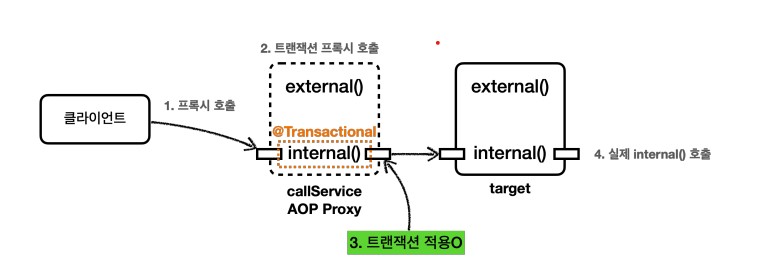 2. 트랜잭션 프록시 호출
external()
external()
클라이언트
1. 프록시 호출
@Transactional
internal()
internal()
4. 실제 internal() 호출
callService
AOP Proxy
target
3. 트랜잭션 적용O